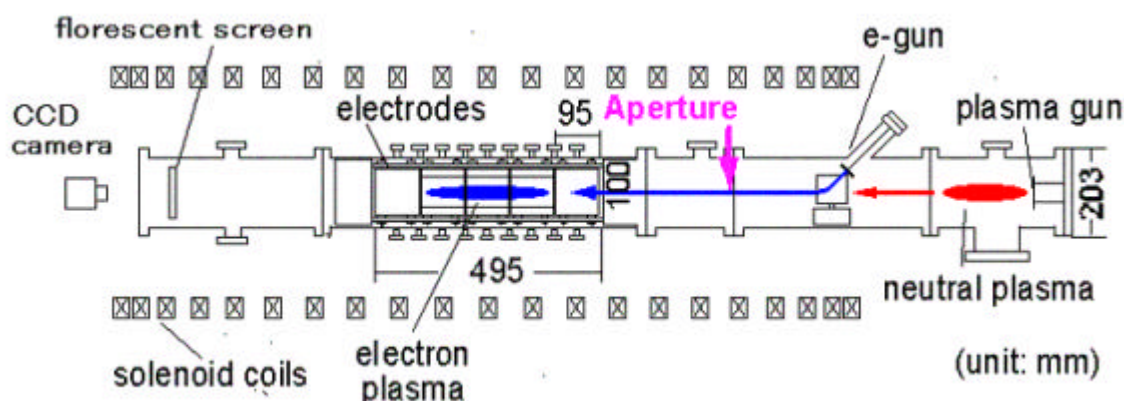 florescent screen
e-gun
CCD
camera
electrodes
95
Aperture
plasma gun
100
203
495
neutral plasma
solenoid coils
electron
plasma
(unit: mm)